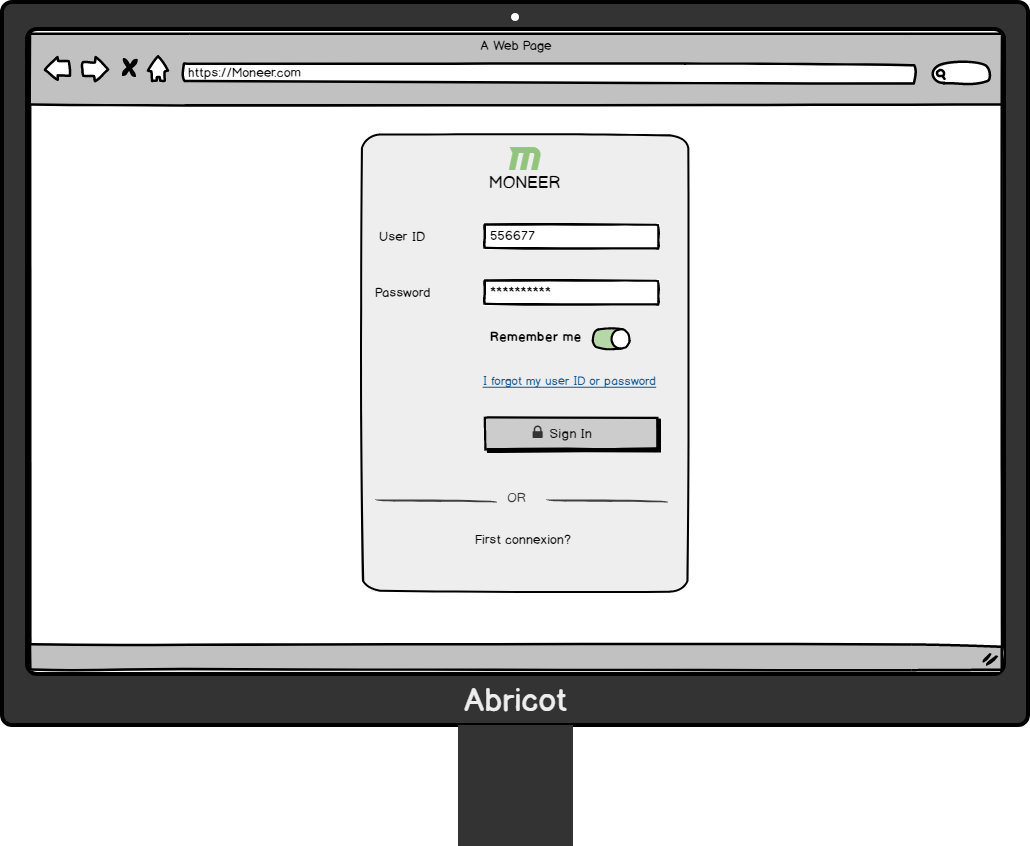 A Web Page
https://Moneer.com
m
MONEER
User ID
556677
Password
**********
Remember me
I forgot my user ID or password
Sign In
OR
First connexion?
Abricot